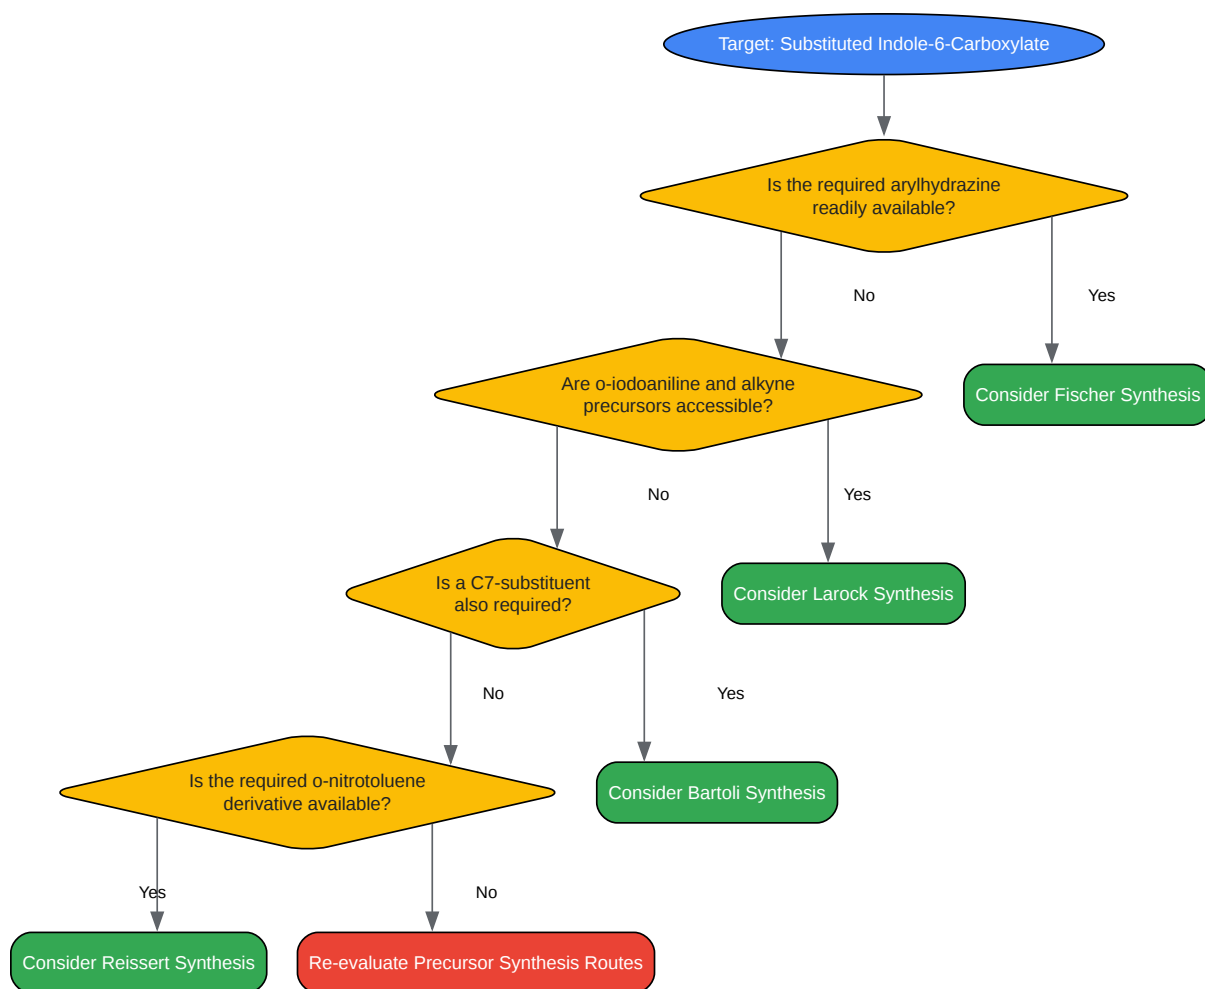 Target: Substituted Indole-6-Carboxylate
Is the required arylhydrazine
readily available?
No
Yes
Are o-iodoaniline and alkyne
precursors accessible?
Consider Fischer Synthesis
No
Yes
Is a C7-substituent
also required?
Consider Larock Synthesis
No
Yes
Is the required o-nitrotoluene
derivative available?
Consider Bartoli Synthesis
Yes
No
Consider Reissert Synthesis
Re-evaluate Precursor Synthesis Routes